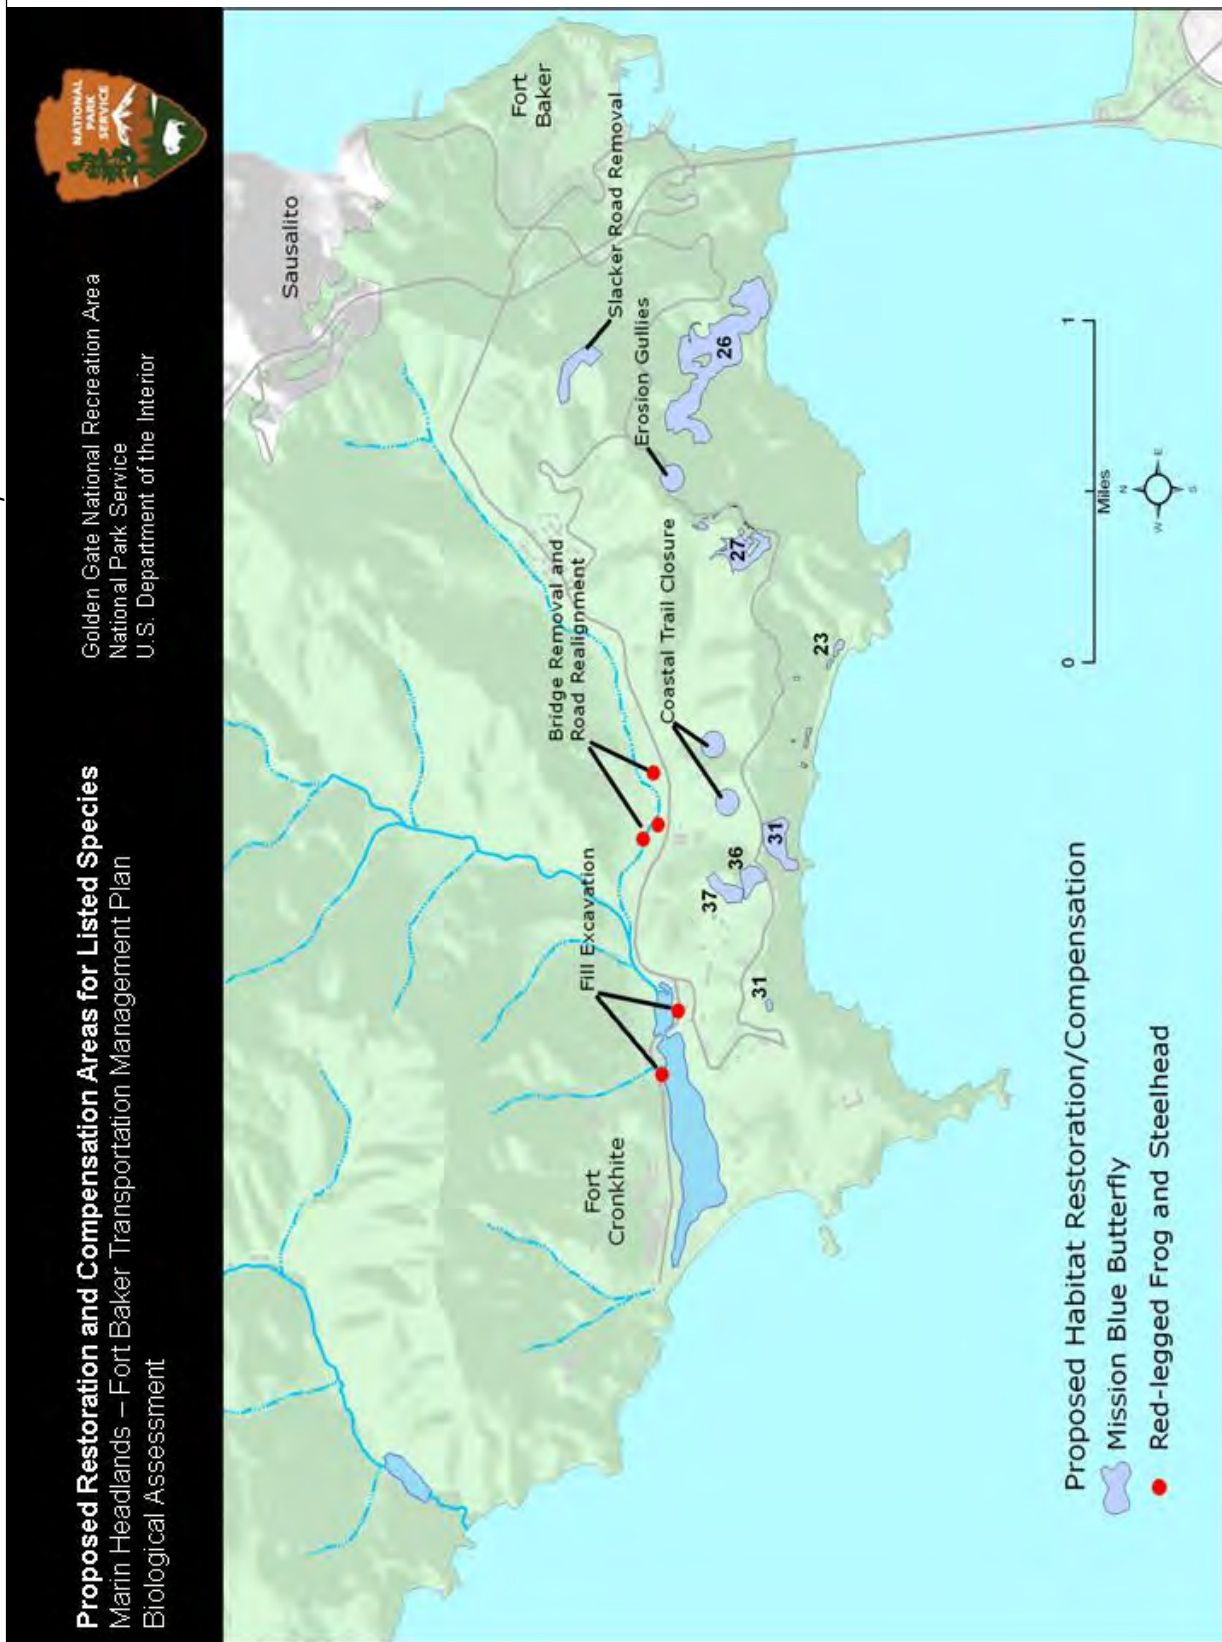 Proposed Restoration and Compensation Areas for Listed Species
Marin Headlands – Fort Baker Transportation Management Plan
Biological Assessment
Golden Gate National Recreation Area
National Park Service
U.S. Department of the Interior
NATIONAL
PARK
SERVICE
Sausalito
Fort
Baker
Slacker Road Removal
Erosion Gullies
26
Bridge Removal and
Road Realignment
Coastal Trail Closure
27
23
Fill Excavation
37
36
31
31
Fort
Cronkhite
Proposed Habitat Restoration/Compensation
Mission Blue Butterfly
Red-legged Frog and Steelhead
0
1
Miles
N
W
E
S